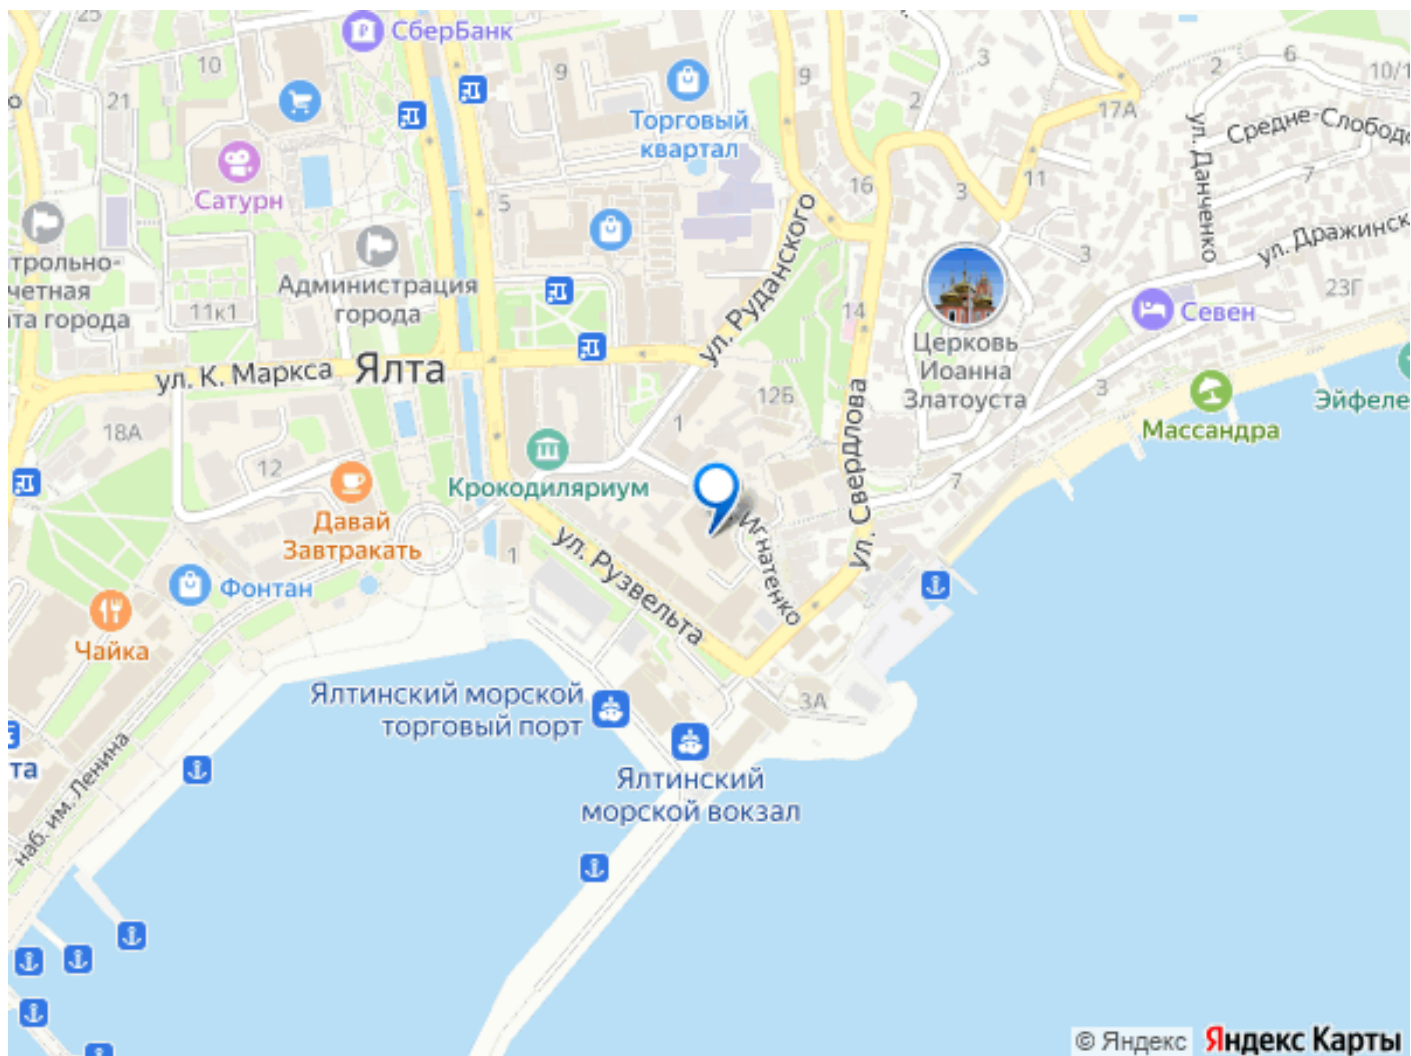 25
СберБанк
10
21
9
9
Торговый
квартал
Сатурн
5
2
3
17А
2
6
10/1
ул. Данченко
Средне-Слободс
16
3
11
7
3
ул. Дражинск
23Г
трольно-
четная
та города
11к1
Администрация
города
ул. Руданского
14
Церковь
Иоанна
Златоуста
Севен
3
ул. К. Маркса
Ялта
12Б
1
Массандра
Эйфеле
18А
12
Крокодиляриум
ул. Свердлова
7
Давай
Завтракать
1
Игнатенко
ул. Рузвельта
Фонтан
Чайка
Ялтинский морской
торговый порт
3А
та
наб. им. Ленина
Ялтинский
морской вокзал
© Яндекс Яндекс Карты